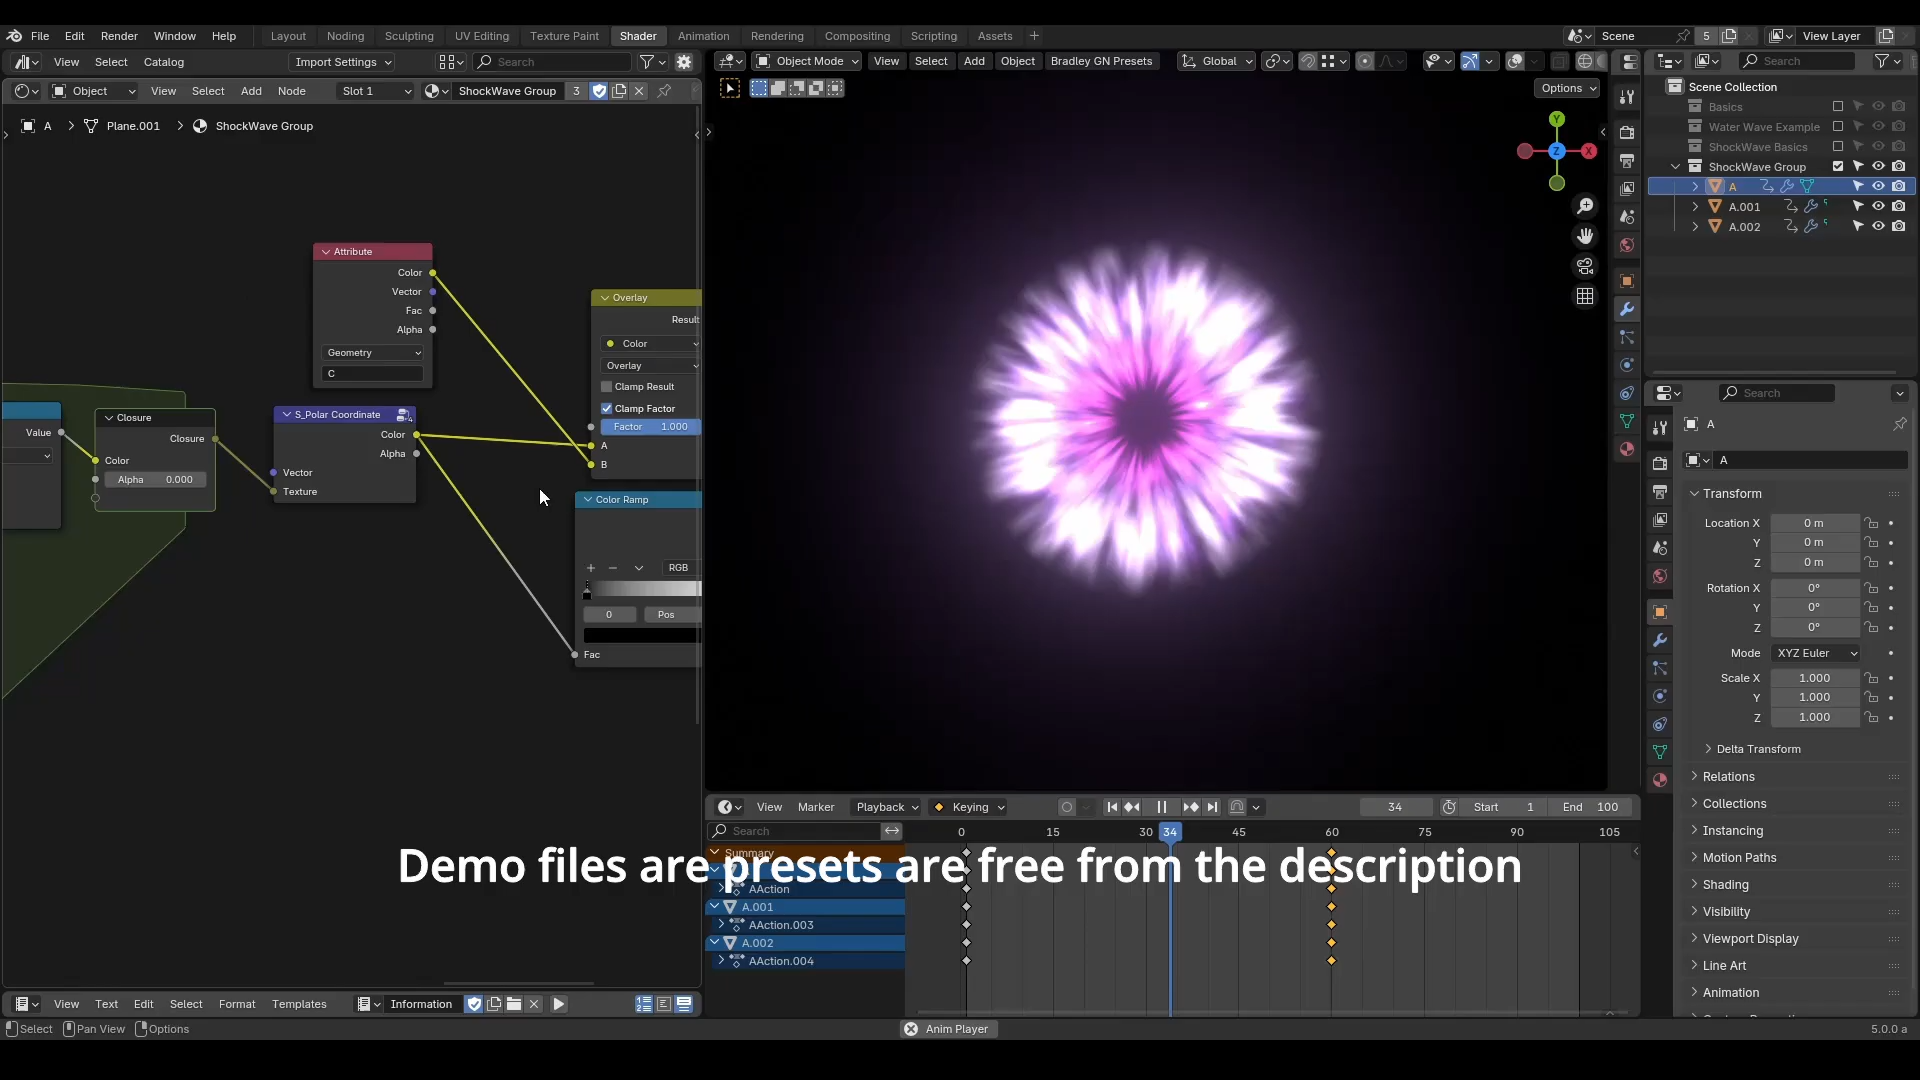 File Edit Render Window Help Layout Noding Sculpting UV Editing Texture Paint Shader Animation Rendering Compositing Scripting Assets Scene 5 View Layer
View Select Catalog Import Settings Search
Object Mode View Select Add Object Bradley GN Presets Global
Search
Object View Select Add Node Slot 1 ShockWave Group 3
Options
A > Plane.001 > ShockWave Group
Attribute
Color
Vector
Fac
Alpha
Geometry
C
Overlay
Result
Color
Overlay
Clamp Result
Clamp Factor
Factor 1.000
A
B
Value
Closure
Closure
Color
Alpha 0.000
S_Polar Coordinate
Color
Alpha
Vector
Texture
Color Ramp
RGB
0 Pos
Fac
Y
Z X
Scene Collection
Basics
Water Wave Example
ShockWave Basics
ShockWave Group
A
A.001
A.002
Search
A
A
Transform
Location X 0 m
Y 0 m
Z 0 m
Rotation X 0°
Y 0°
Z 0°
Mode XYZ Euler
Scale X 1.000
Y 1.000
Z 1.000
Delta Transform
Relations
Collections
Instancing
Motion Paths
Shading
Visibility
Viewport Display
Line Art
Animation
View Marker Playback Keying 34 Start 1 End 100
Search
0 15 30 34 45 60 75 90 105
Summary
Demo files are presets are free from the description
AAction
A.001
AAction.003
A.002
AAction.004
View Text Edit Select Format Templates Information
Select Pan View Options Anim Player 5.0.0 a